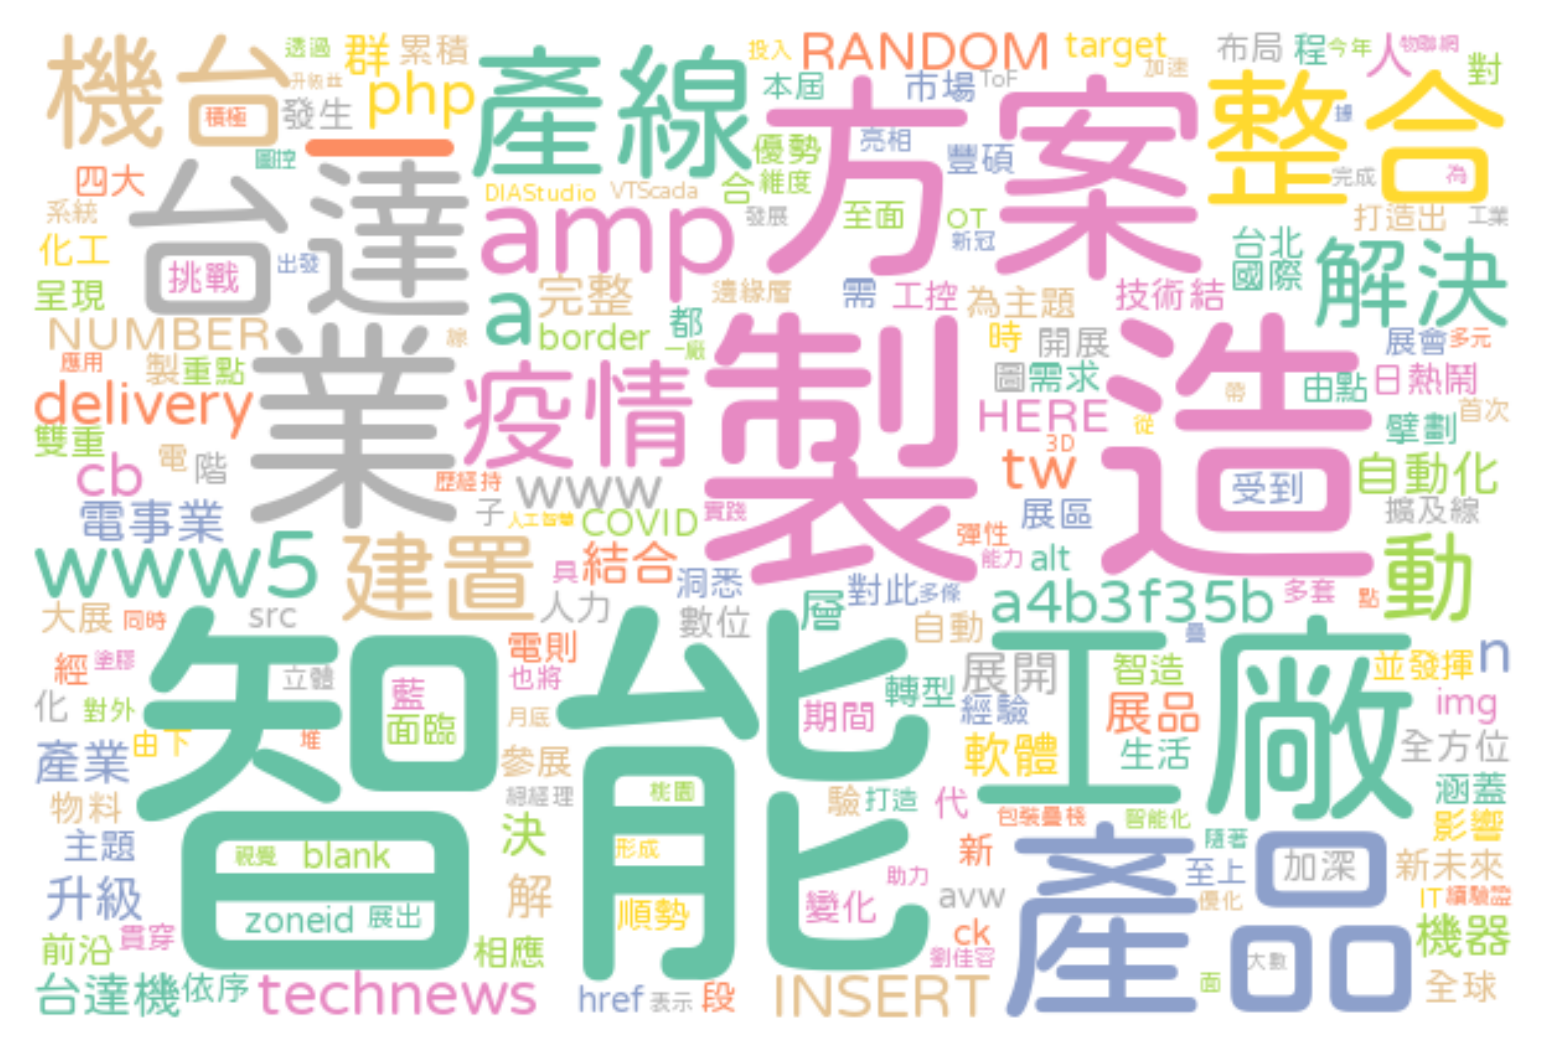 機台
透過
群
累積
產線
投入
RANDOM
target
布局
程
今年
人
物聯網
對
php
本屆
市場
ToF
加速
積極
發生
方案
整合
一
圖控
優勢
亮相
豐碩
四大
台達
DIAStudio
VTScada
合
維度
完成
為
系統
amp
發展
至面
OT
打造出
工業
化工
新冠
台北
國際
解決
挑戰
出發
呈現
a
完整
邊緣層
需
工控
為主題
技術結
NUMBER
業
線
border
都
一廠
製造
時
開展
展會
多元
應用
製
重點
疫情
圖
需求
帶
由點
日熱鬧
delivery
HERE
從
首次
雙重
3D
擘劃
cb
電
階
歷經持
www
tw
受到
自動化
電事業
子
人工智慧
COVID
實踐
展區
擴及線
www5
建置
具
結合
洞悉
彈性
能力
alt
動
對此
多條
a4b3f35b
多套
點
大展
同時
src
人力
數位
層
自動
疊
智能
工廠
經
塗膠
立體
藍
電則
也將
轉型
展開
智造
並發揮
n
化
對外
面臨
月底
期間
經驗
展品
img
產業
由下
堆
參展
軟體
生活
全方位
物料
總經理
桃園
驗
打造
代
包裝疊棧
智能化
涵蓋
主題
視覺
blank
決
形成
新
產品
隨著
影響
升級
解
助力
至上
加深
新未來
zoneid
展出
順勢
變化
avw
優化
IT
前沿
貫穿
相應
ck
劉佳容
機器
台達機
依序
technews
href
表示
段
INSERT
面
大數
全球